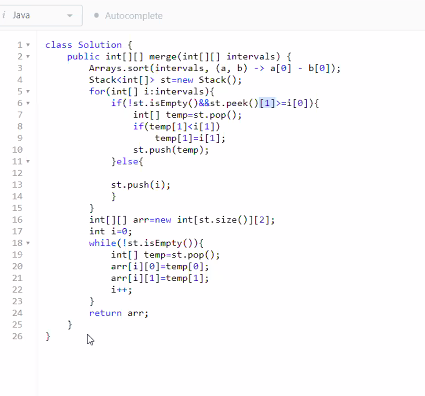 i Java Autocomplete
1 class Solution {
2 public int[][] merge(int[][] intervals) {
3 Arrays.sort(intervals, (a, b) -> a[0] - b[0]);
4 Stack<int[]> st=new Stack();
5 for(int[] i:intervals){
6 if(!st.isEmpty()&&st.peek()[1]>=i[0]){
7 int[] temp=st.pop();
8 if(temp[1]<i[1])
9 temp[1]=i[1];
10 st.push(temp);
11 }else{
12
13 st.push(i);
14 }
15 }
16 int[][] arr=new int[st.size()][2];
17 int i=0;
18 while(!st.isEmpty()){
19 int[] temp=st.pop();
20 arr[i][0]=temp[0];
21 arr[i][1]=temp[1];
22 i++;
23 }
24 return arr;
25 }
26 }